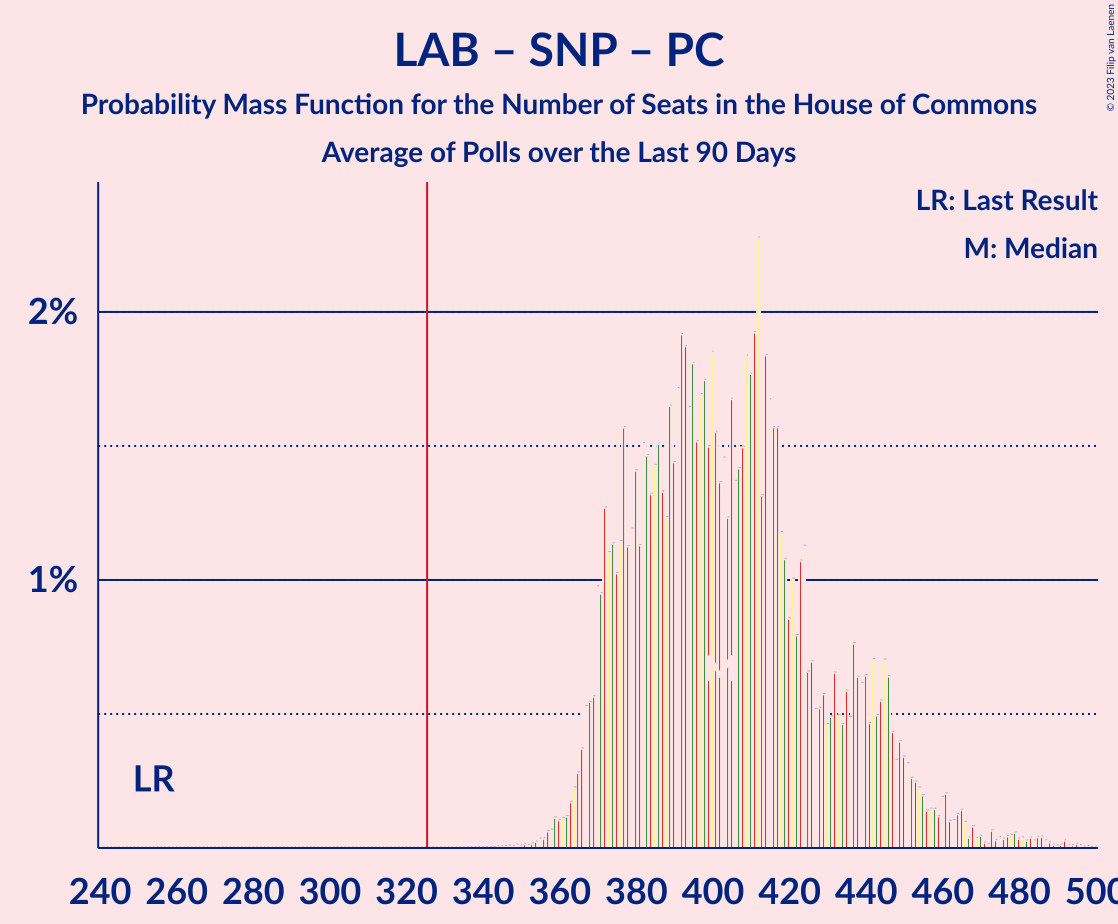 LAB – SNP – PC
Probability Mass Function for the Number of Seats in the House of Commons
Average of Polls over the Last 90 Days
© 2023 Filip van Laenen
LR: Last Result
M: Median
2%
1%
LR
240 260 280 300 320 340 360 380 400 420 440 460 480 500